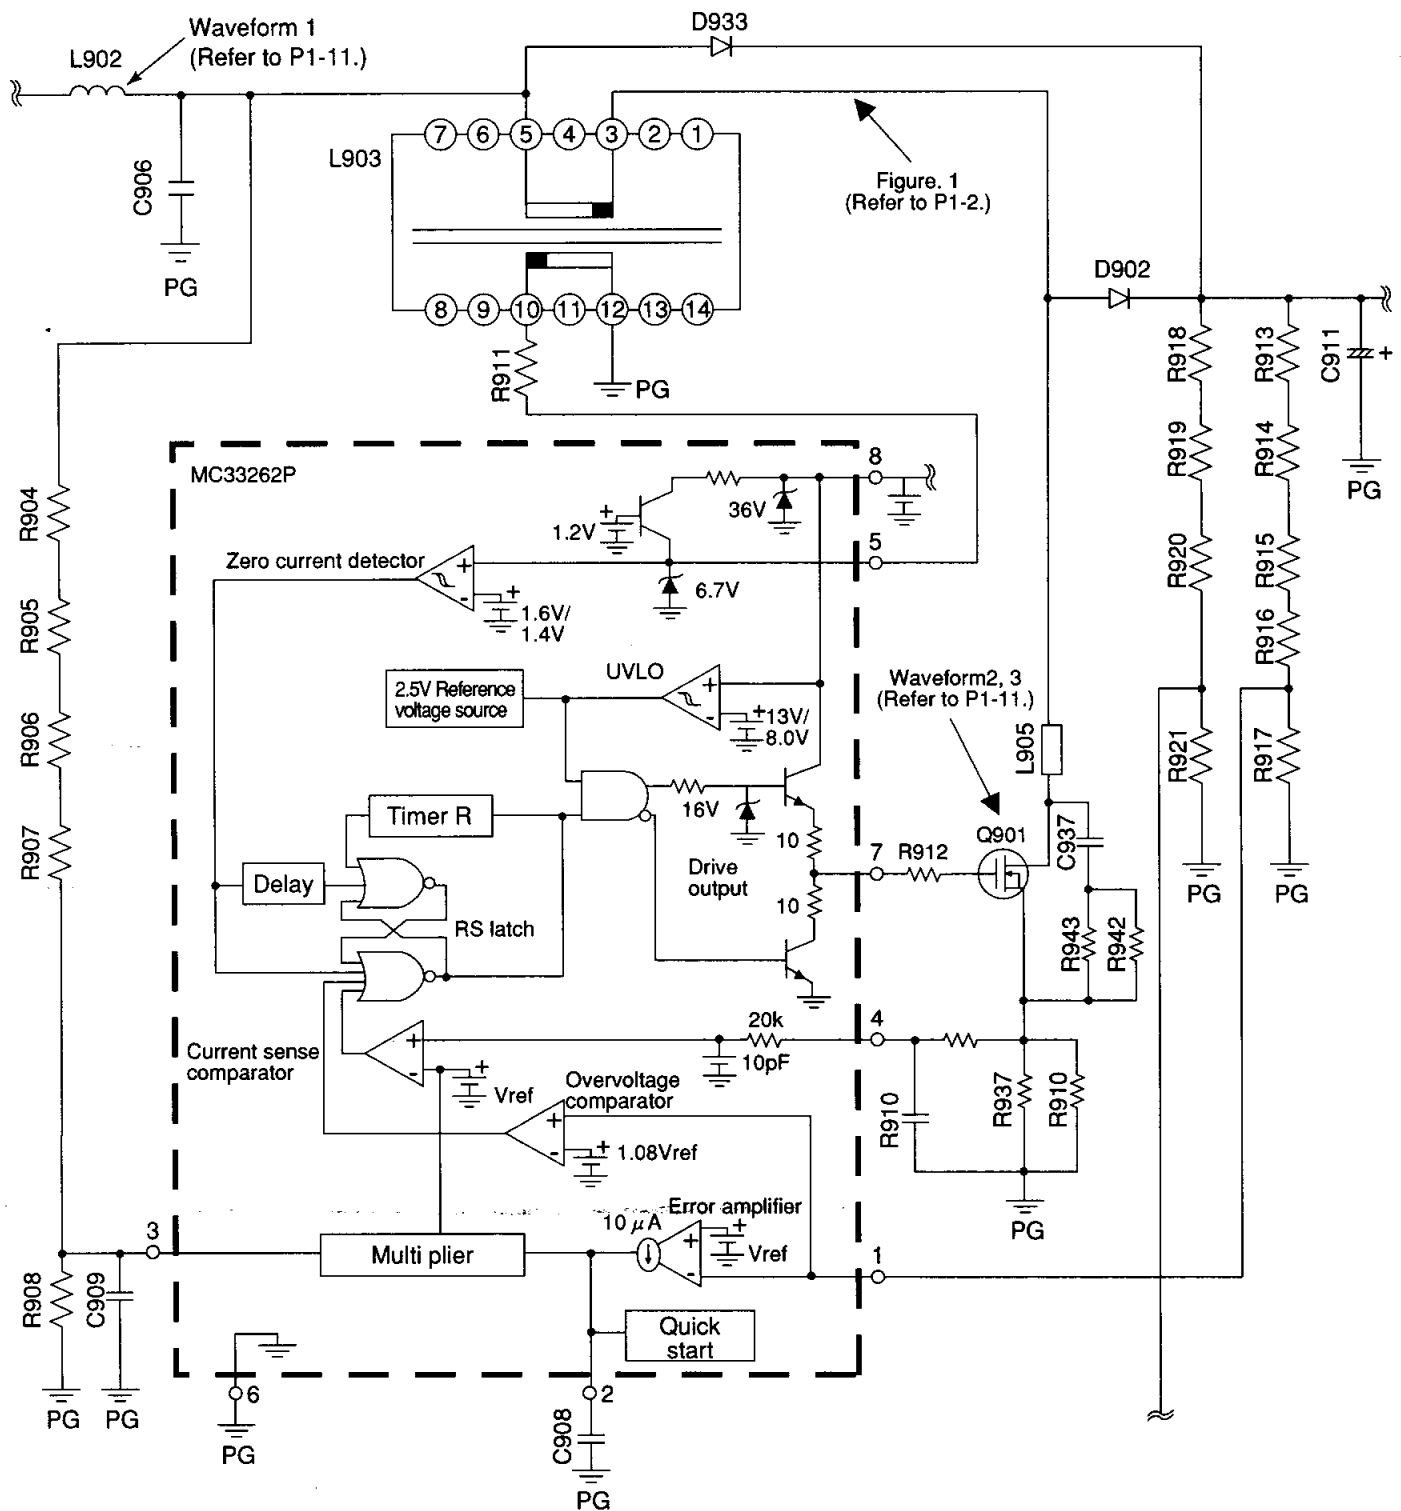 Waveform 1
(Refer to P1-11.)
L902
D933
7
6
5
4
3
2
1
L903
C906
PG
Figure. 1
(Refer to P1-2.)
D902
8
9
10
11
12
13
14
R911
PG
R918
R913
C911
+
R919
R914
PG
R920
R915
R916
R921
R917
PG
PG
MC33262P
8
36V
+
1.2V
5
Zero current detector
+
-
+
1.6V/
1.4V
6.7V
R904
R905
R906
R907
UVLO
2.5V Reference
voltage source
+
-
+
13V/
8.0V
Waveform2, 3
(Refer to P1-11.)
L905
Timer R
16V
10
Q901
C937
7
R912
Delay
Drive
output
10
RS latch
R943
R942
20k
4
10pF
Current sense
comparator
+
-
+
Vref
Overvoltage
comparator
+
-
+
1.08Vref
R910
R937
R910
PG
Error amplifier
10 μA
+
-
+
Vref
3
Multi plier
1
R908
C909
Quick
start
PG
PG
6
PG
2
C908
PG